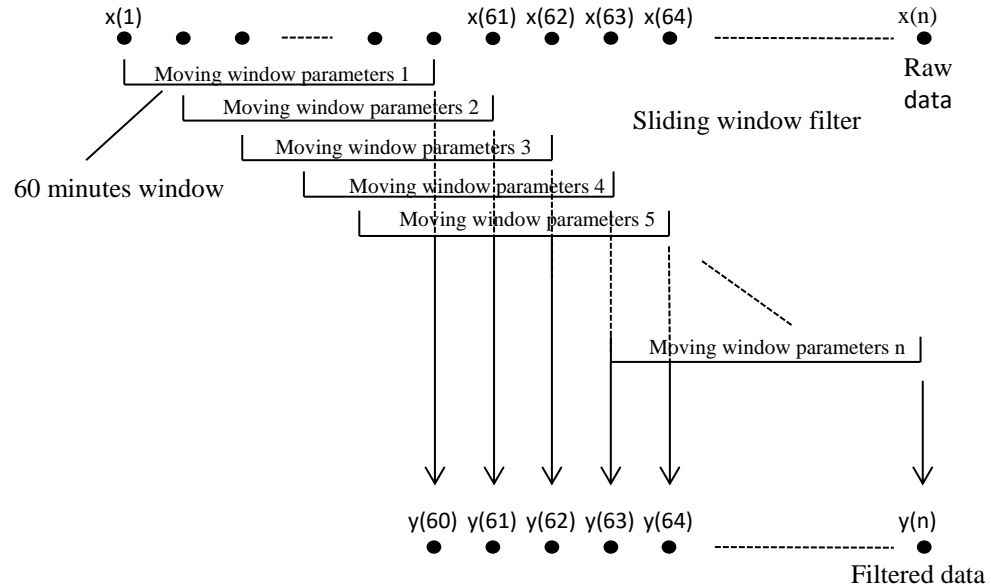 x(1) x(61) x(62) x(63) x(64) x(n)
Raw
data
Moving window parameters 1
Moving window parameters 2
Sliding window filter
Moving window parameters 3
60 minutes window
Moving window parameters 4
Moving window parameters 5
Moving window parameters n
y(60) y(61) y(62) y(63) y(64) y(n)
Filtered data